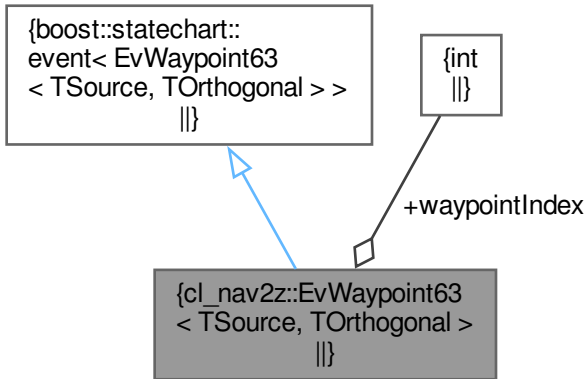 {boost::statechart::
event< EvWaypoint63
< TSource, TOrthogonal > >
||}
{int
||}
+waypointIndex
{cl_nav2z::EvWaypoint63
< TSource, TOrthogonal >
||}